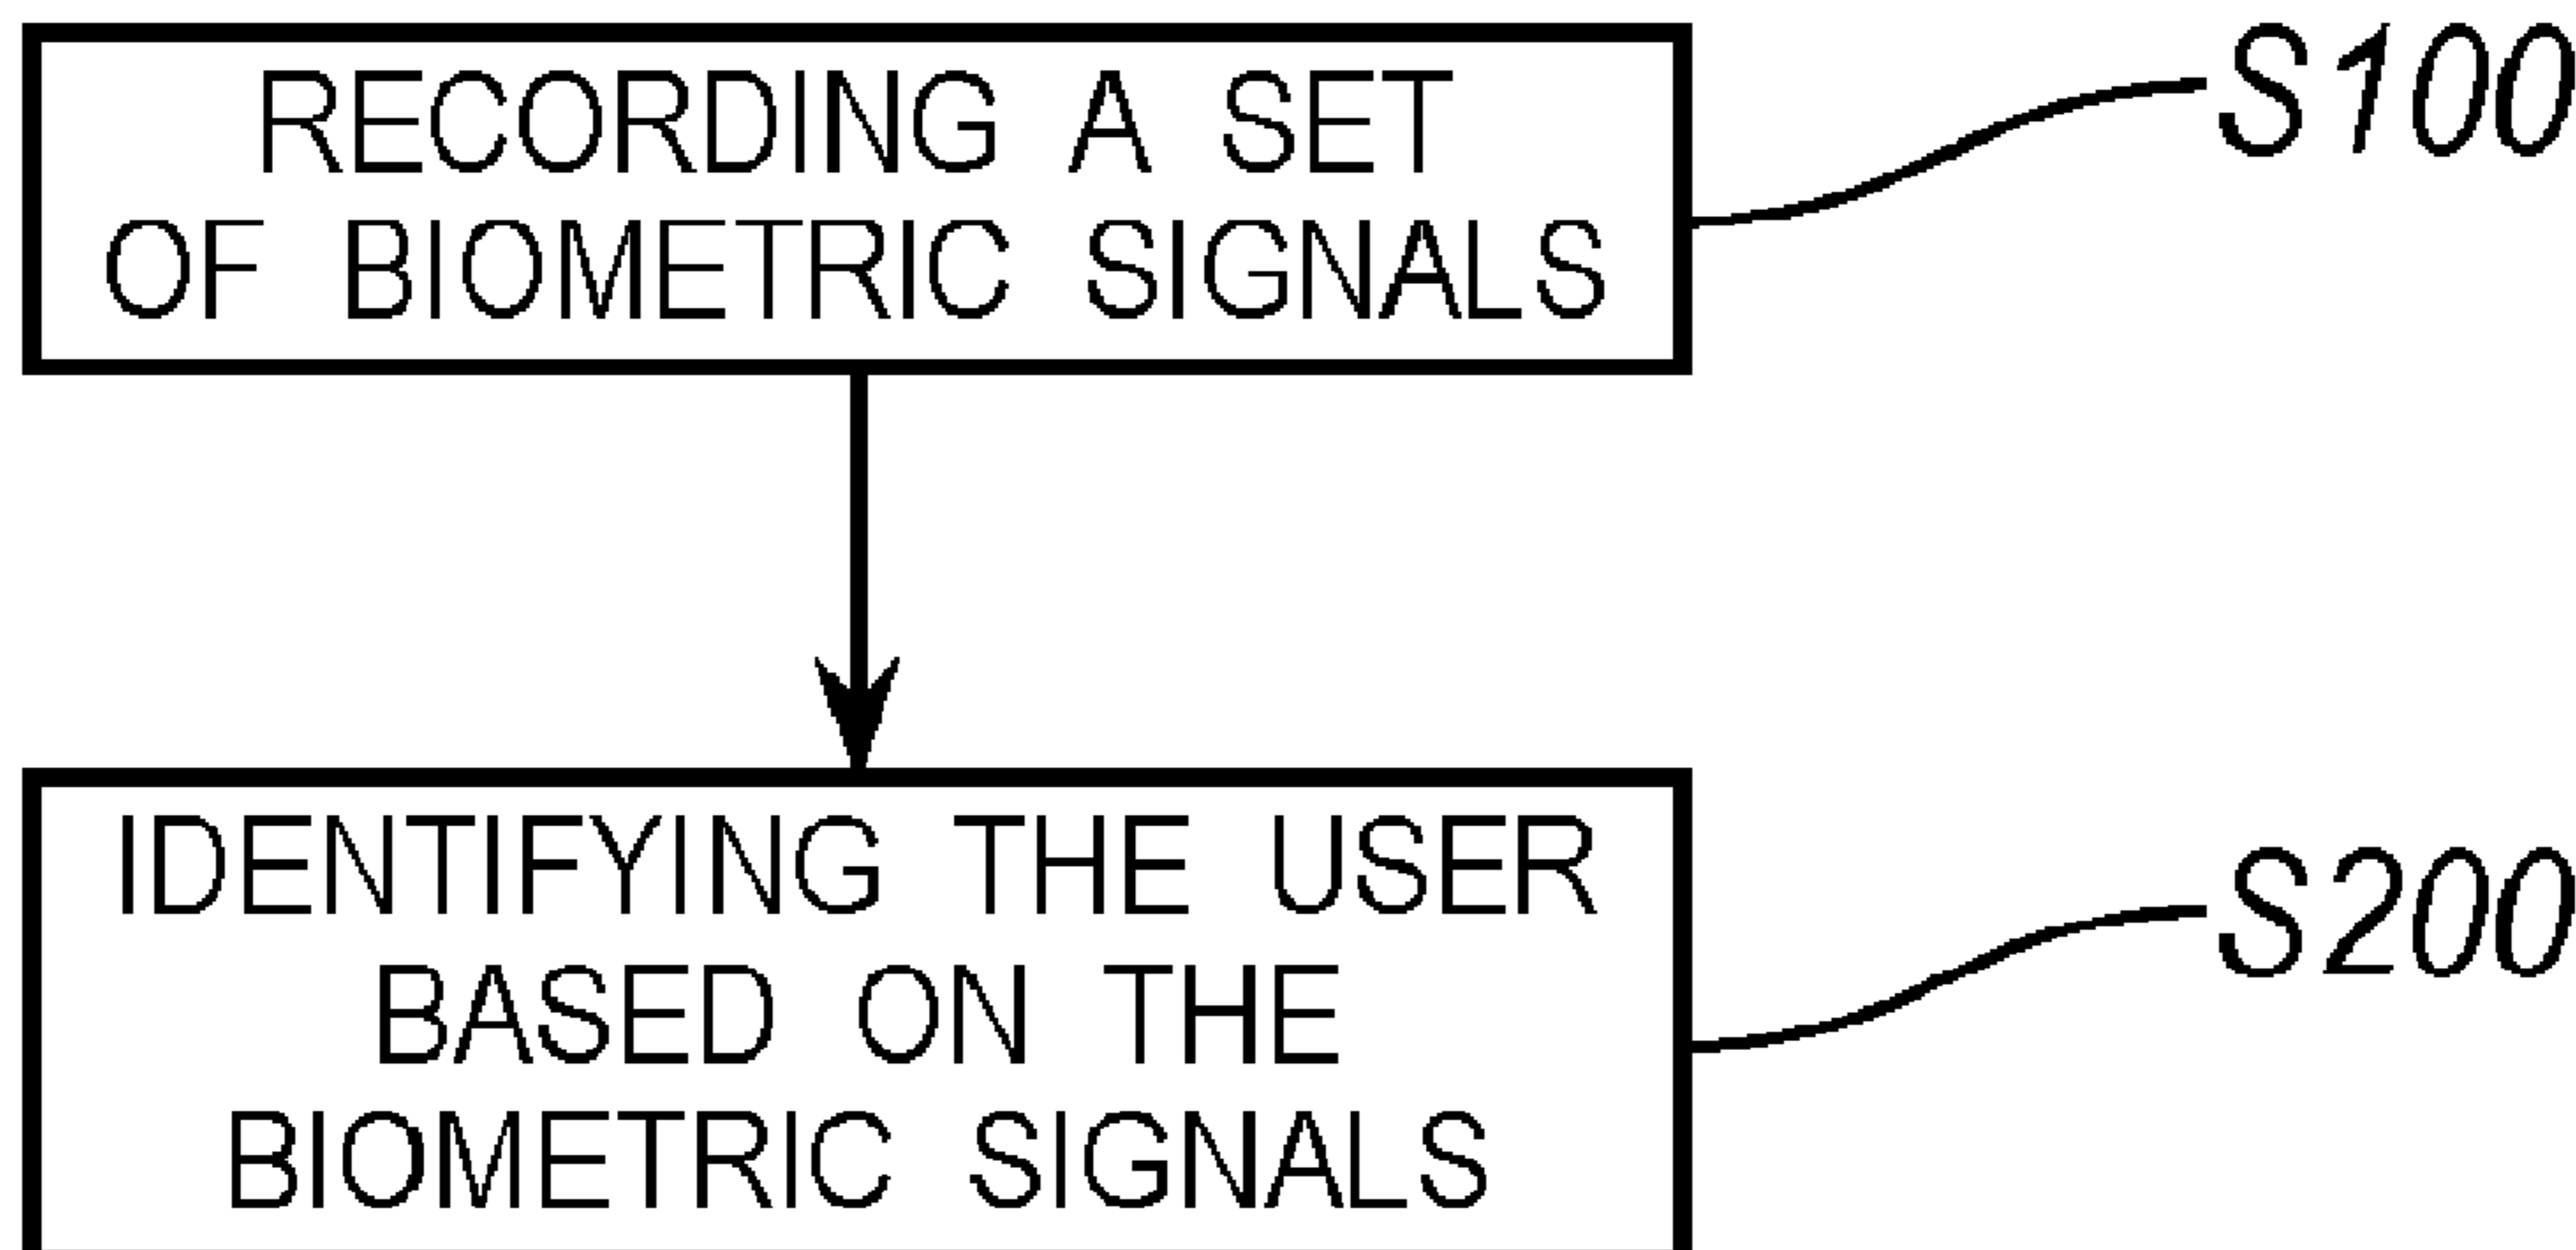 RECORDING A SET
OF BIOMETRIC SIGNALS
S100
IDENTIFYING THE USER
BASED ON THE
BIOMETRIC SIGNALS
S200